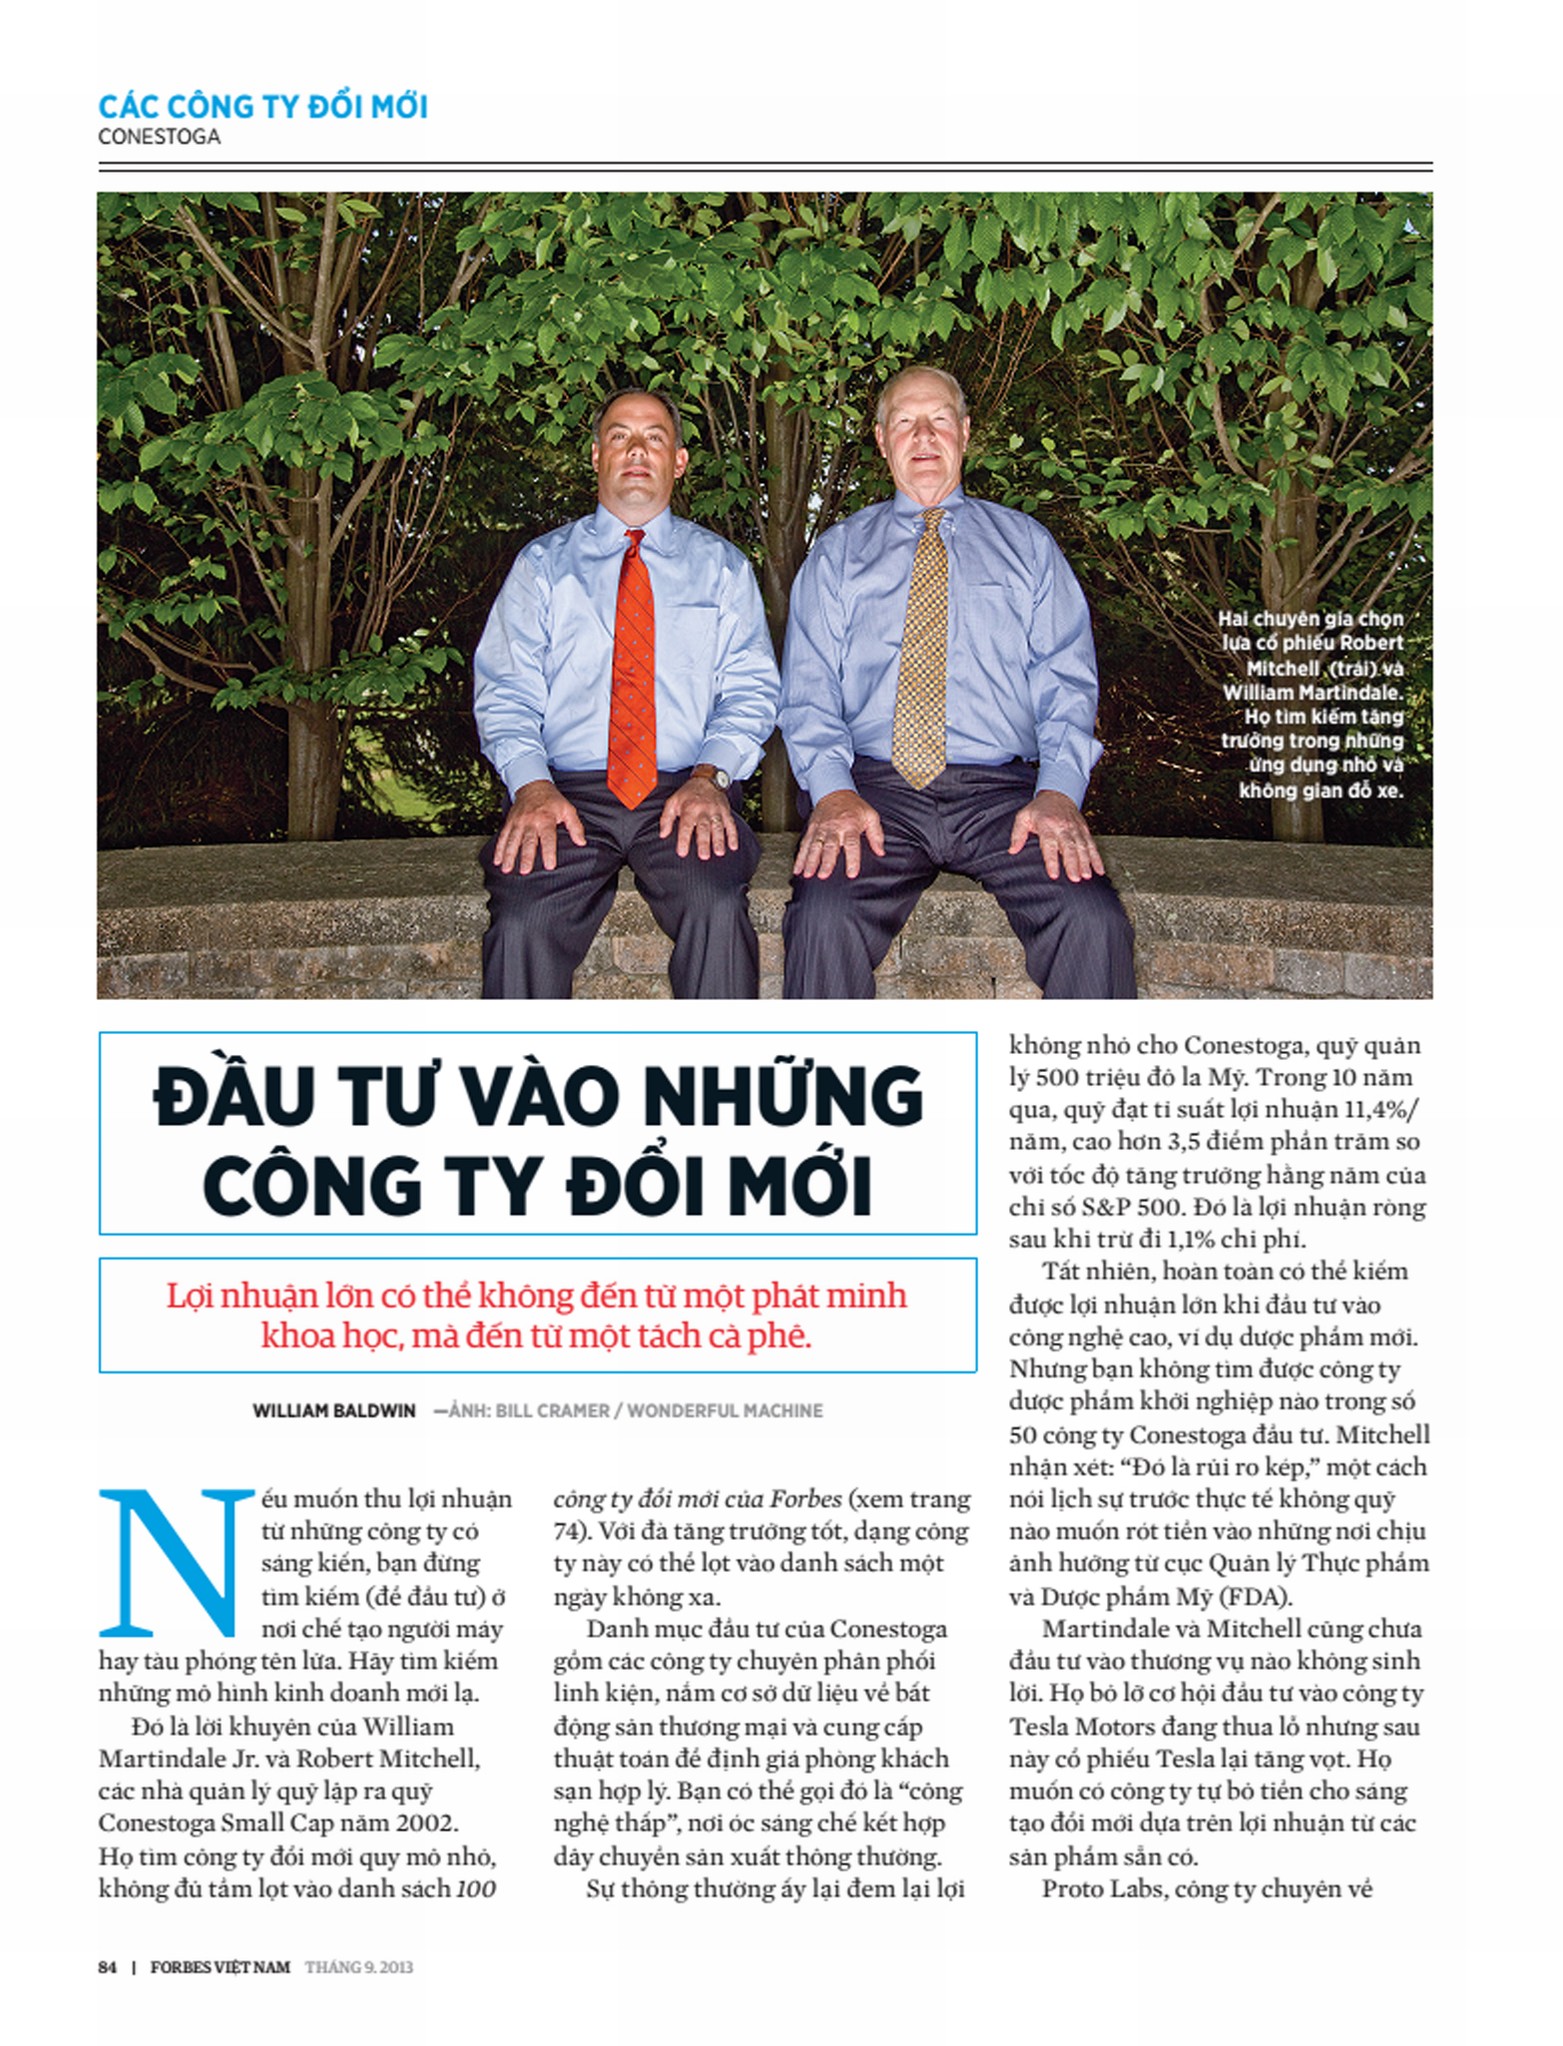 CÁC CÔNG TY ĐỔI MỚI
CONESTOGA
Hai chuyên gia chọn
lựa cổ phiếu Robert
Mitchell (trái) và
William Martindale.
Họ tìm kiếm tăng
trưởng trong những
ứng dụng nhỏ và
không gian đỗ xe.
ĐẦU TƯ VÀO NHỮNG
CÔNG TY ĐỔI MỚI
Lợi nhuận lớn có thể không đến từ một phát minh
khoa học, mà đến từ một tách cà phê.
WILLIAM BALDWIN —ẢNH: BILL CRAMER / WONDERFUL MACHINE
Nếu muốn thu lợi nhuận
từ những công ty có
sáng kiến, bạn đừng
tìm kiếm (để đầu tư) ở
nơi chế tạo người máy
hay tàu phóng tên lửa. Hãy tìm kiếm
những mô hình kinh doanh mới lạ.
Đó là lời khuyên của William
Martindale Jr. và Robert Mitchell,
các nhà quản lý quỹ lập ra quỹ
Conestoga Small Cap năm 2002.
Họ tìm công ty đổi mới quy mô nhỏ,
không đủ tầm lọt vào danh sách 100
công ty đổi mới của Forbes (xem trang
74). Với đà tăng trưởng tốt, dạng công
ty này có thể lọt vào danh sách một
ngày không xa.
Danh mục đầu tư của Conestoga
gồm các công ty chuyên phân phối
linh kiện, nắm cơ sở dữ liệu về bất
động sản thương mại và cung cấp
thuật toán để định giá phòng khách
sạn hợp lý. Bạn có thể gọi đó là “công
nghệ thấp”, nơi óc sáng chế kết hợp
dây chuyền sản xuất thông thường.
Sự thông thường ấy lại đem lại lợi
không nhỏ cho Conestoga, quỹ quản
lý 500 triệu đô la Mỹ. Trong 10 năm
qua, quỹ đạt tỉ suất lợi nhuận 11,4%/
năm, cao hơn 3,5 điểm phần trăm so
với tốc độ tăng trưởng hằng năm của
chỉ số S&P 500. Đó là lợi nhuận ròng
sau khi trừ đi 1,1% chi phí.
Tất nhiên, hoàn toàn có thể kiếm
được lợi nhuận lớn khi đầu tư vào
công nghệ cao, ví dụ dược phẩm mới.
Nhưng bạn không tìm được công ty
dược phẩm khởi nghiệp nào trong số
50 công ty Conestoga đầu tư. Mitchell
nhận xét: “Đó là rủi ro kép,” một cách
nói lịch sự trước thực tế không quỹ
nào muốn rót tiền vào những nơi chịu
ảnh hưởng từ cục Quản lý Thực phẩm
và Dược phẩm Mỹ (FDA).
Martindale và Mitchell cũng chưa
đầu tư vào thương vụ nào không sinh
lời. Họ bỏ lỡ cơ hội đầu tư vào công ty
Tesla Motors đang thua lỗ nhưng sau
này cổ phiếu Tesla lại tăng vọt. Họ
muốn có công ty tự bỏ tiền cho sáng
tạo đổi mới dựa trên lợi nhuận từ các
sản phẩm sẵn có.
Proto Labs, công ty chuyên về
84 | FORBES VIỆT NAM THÁNG 9. 2013